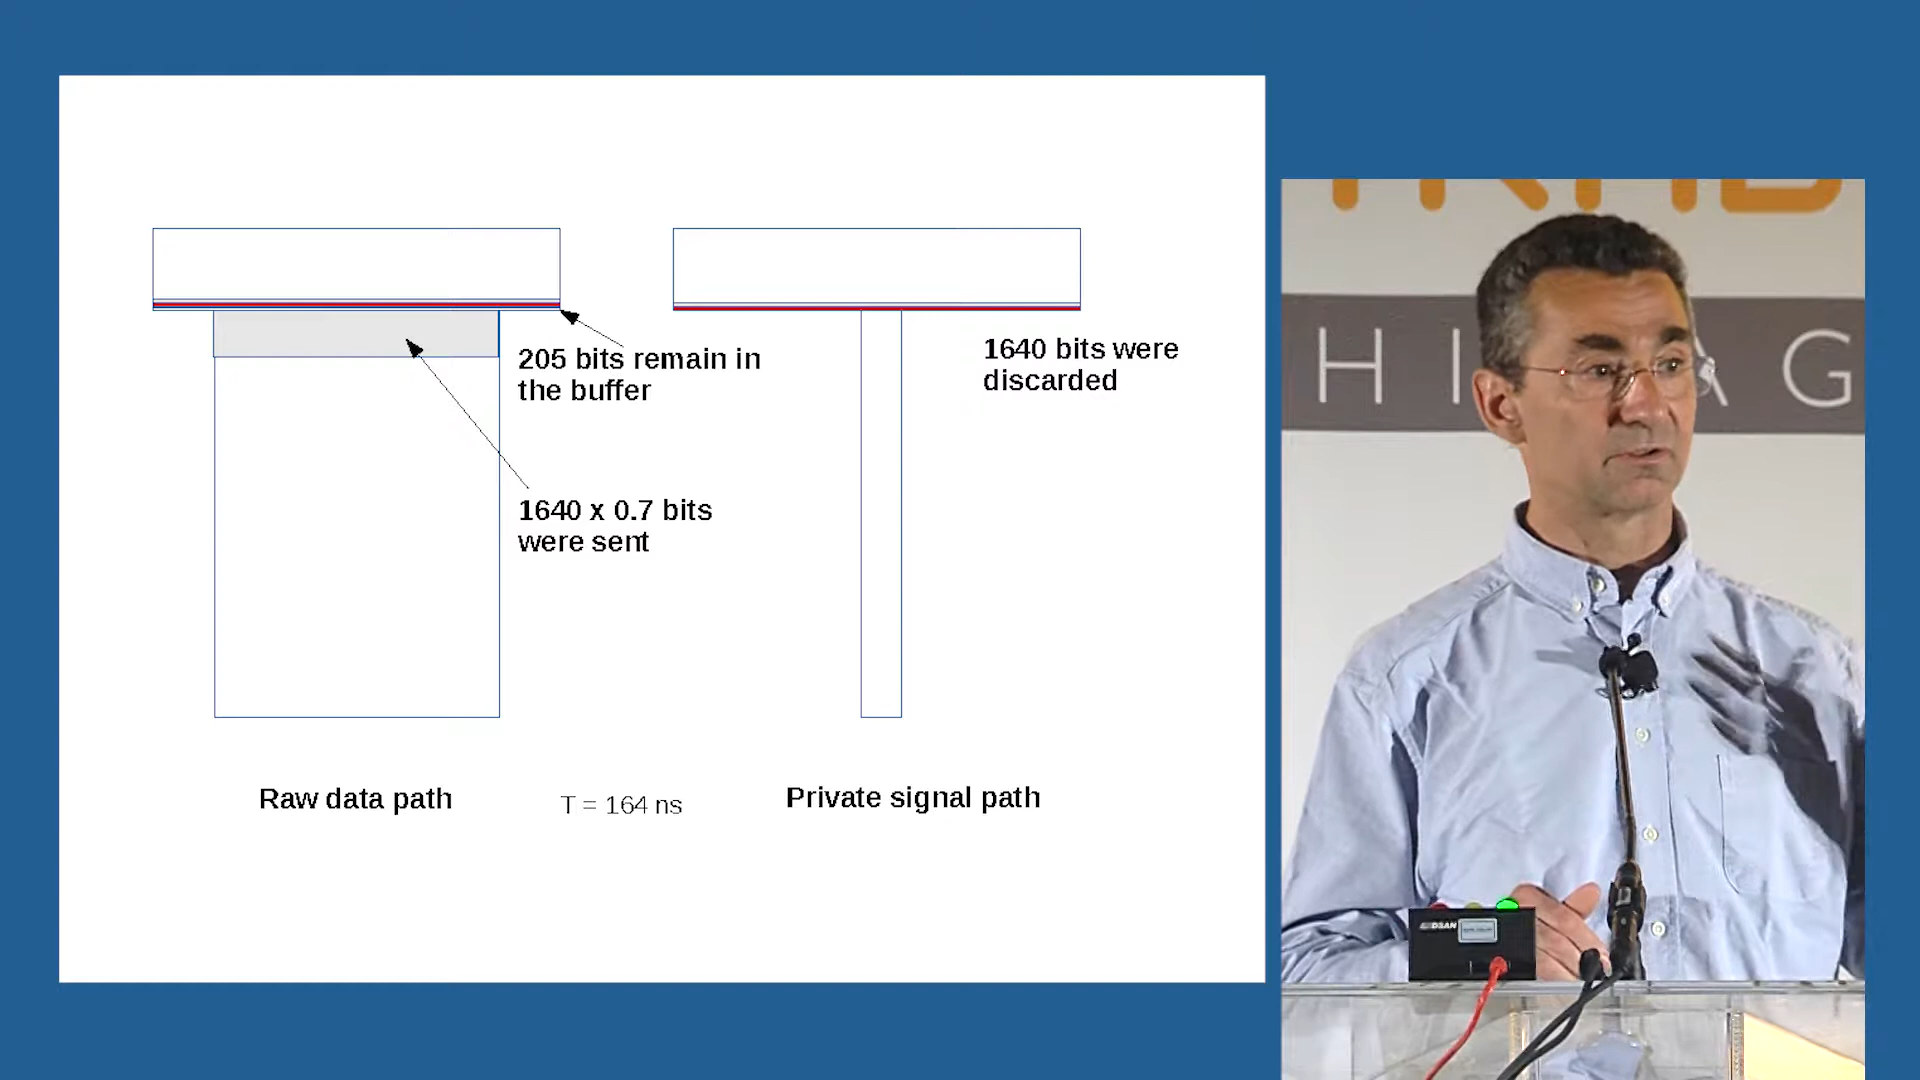 205 bits remain in
the buffer
1640 bits were
discarded
1640 x 0.7 bits
were sent
Raw data path
T = 164 ns
Private signal path
H I A G
DSAN